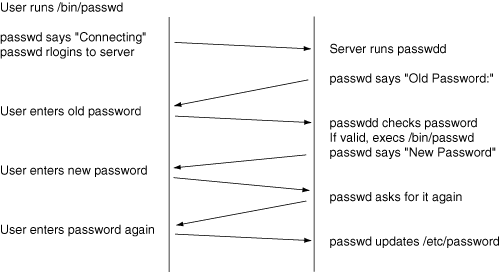 User runs /bin/passwd
passwd says "Connecting"
passwd rlogins to server
Server runs passwdd
passwd says "Old Password:"
User enters old password
passwdd checks password
If valid, execs /bin/passwd
passwd says "New Password"
User enters new password
passwd asks for it again
User enters password again
passwd updates /etc/password